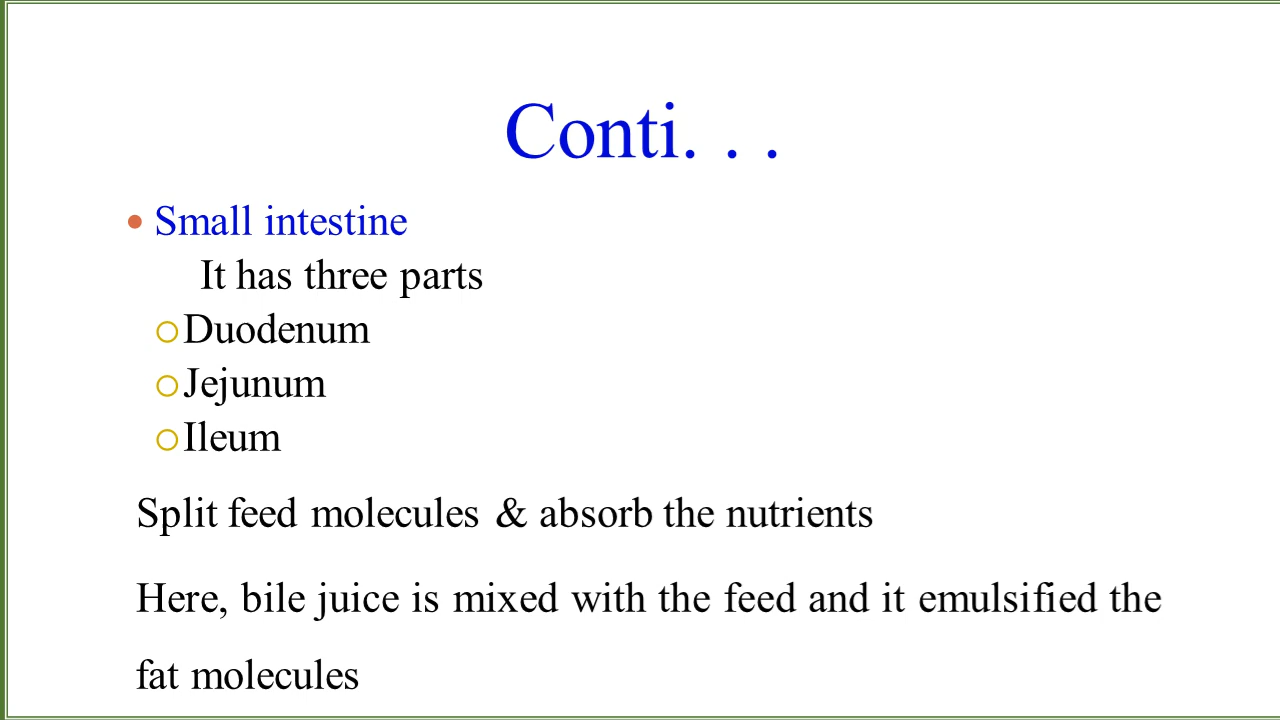 Conti. . .
• Small intestine
It has three parts
○Duodenum
○Jejunum
○Ileum
Split feed molecules & absorb the nutrients
Here, bile juice is mixed with the feed and it emulsified the
fat molecules